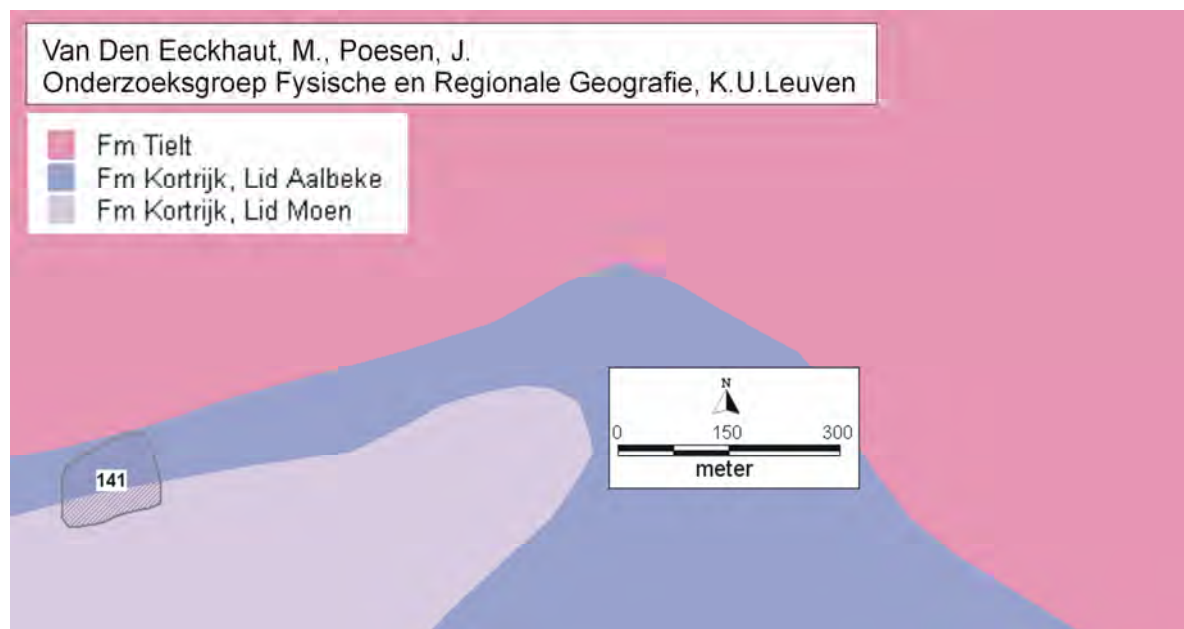 Van Den Eeckhaut, M., Poesen, J.
Onderzoeksgroep Fysische en Regionale Geografie, K.U.Leuven
Fm Tielt
Fm Kortrijk, Lid Aalbeke
Fm Kortrijk, Lid Moen
N
0 150 300
meter
141